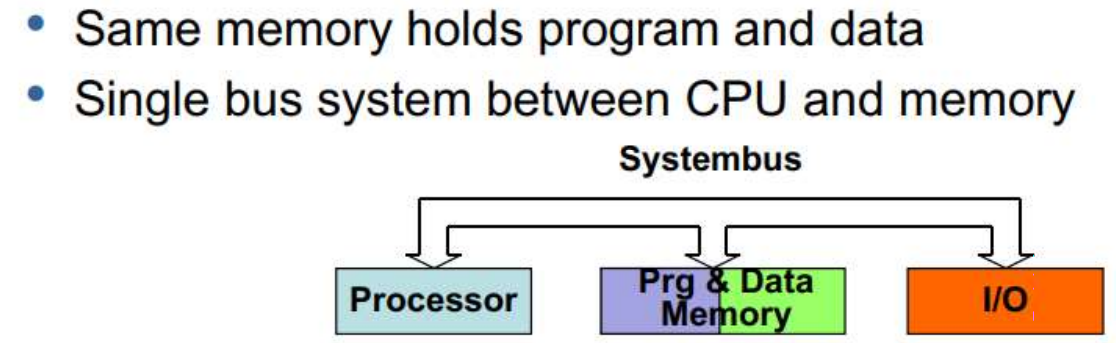 • Same memory holds program and data
• Single bus system between CPU and memory
Systembus
Processor
Prg & Data
Memory
I/O